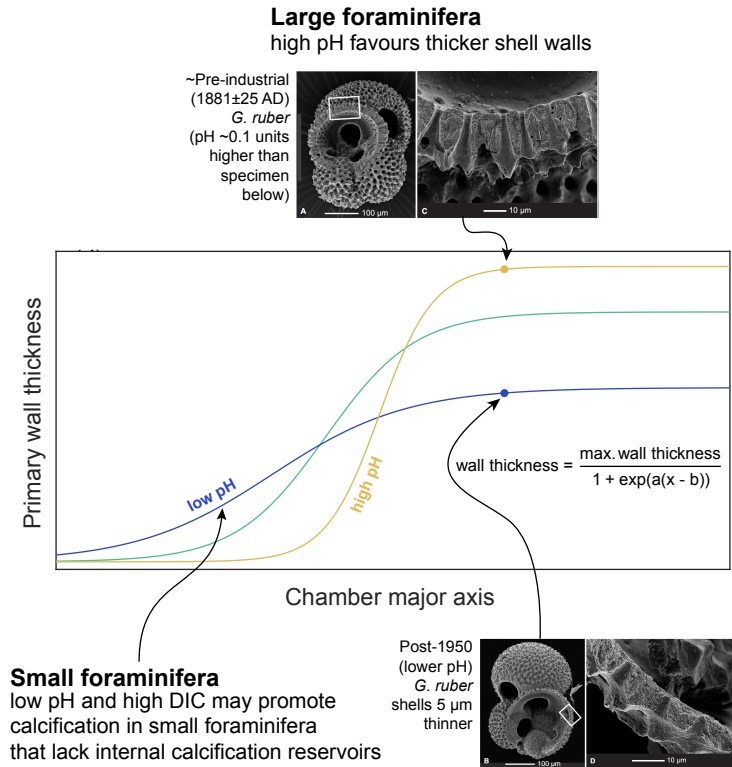 Large foraminifera
high pH favours thicker shell walls
~Pre-industrial
(1881±25 AD)
G. ruber
(pH ~0.1 units
higher than
specimen
below)
A
100 µm
C
10 µm
Primary wall thickness
low pH
high pH
wall thickness = max. wall thickness
1 + exp(a(x - b))
Chamber major axis
Small foraminifera
low pH and high DIC may promote
calcification in small foraminifera
that lack internal calcification reservoirs
Post-1950
(lower pH)
G. ruber
shells 5 µm
thinner
B
100 µm
D
10 µm